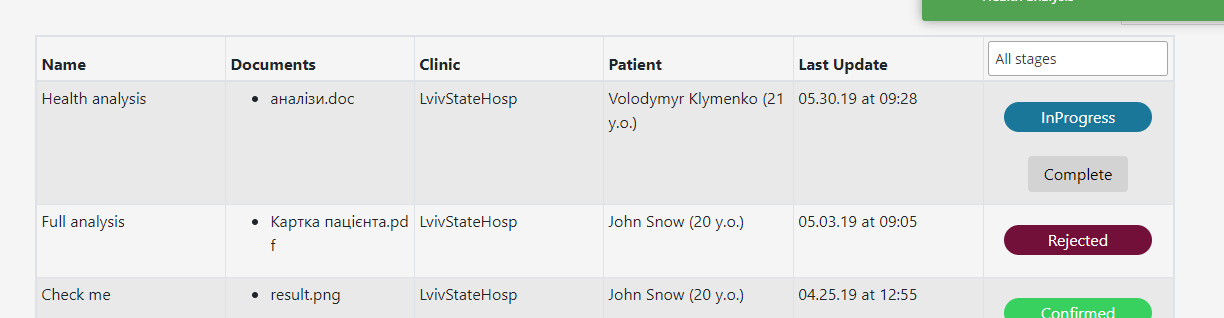 Health analysis
Name Documents Clinic Patient Last Update All stages
Health analysis аналізи.doc LvivStateHosp Volodymyr Klymenko (21 05.30.19 at 09:28
y.o.)
InProgress
Complete
Full analysis Картка пацієнта.pd LvivStateHosp John Snow (20 y.o.) 05.03.19 at 09:05
f
Rejected
Check me result.png LvivStateHosp John Snow (20 y.o.) 04.25.19 at 12:55
Confirmed